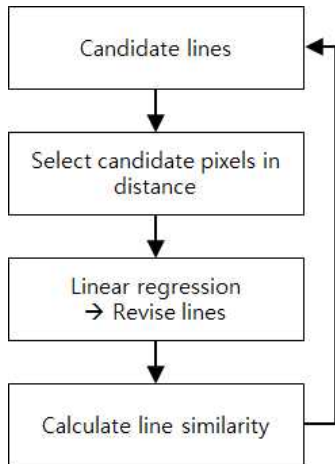 Candidate lines
Select candidate pixels in
distance
Linear regression
→ Revise lines
Calculate line similarity